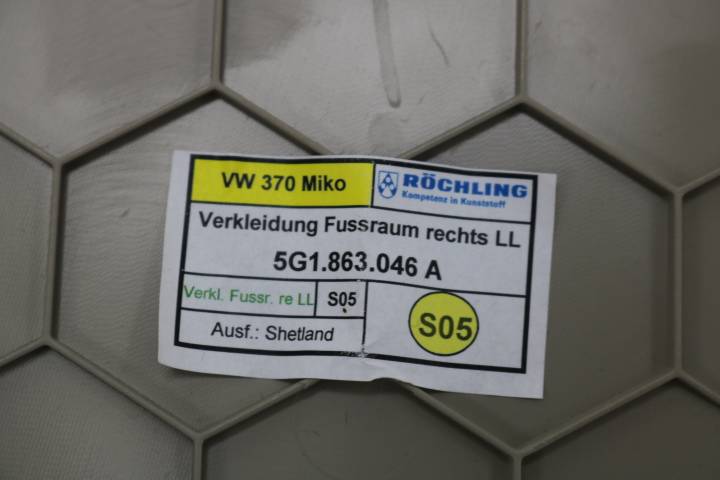 VW 370 Miko
RÖCHLING
Kompetenz in Kunststoff
Verkleidung Fussraum rechts LL
5G1.863.046 A
Verkl. Fussr. re LL
S05
S05
Ausf.: Shetland